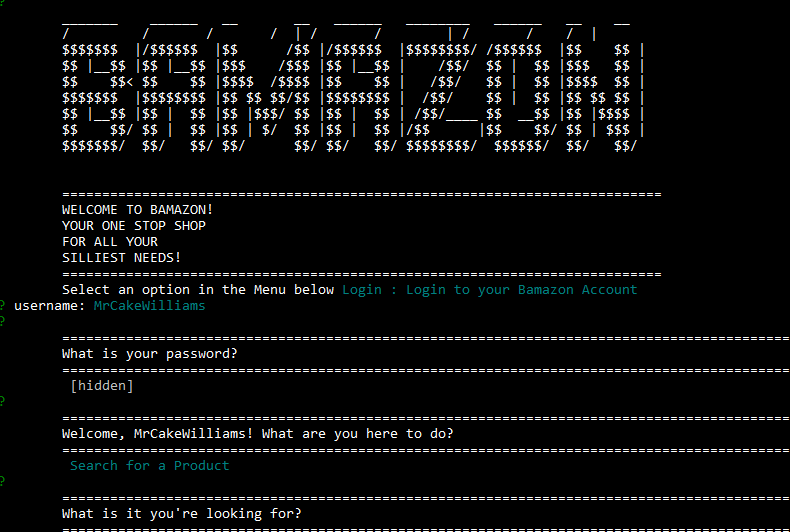 BAMAZON
WELCOME TO BAMAZON!
YOUR ONE STOP SHOP
FOR ALL YOUR
SILLIEST NEEDS!
Select an option in the Menu below Login : Login to your Bamazon Account
? username: MrCakeWilliams
?
What is your password?
[hidden]
?
Welcome, MrCakeWilliams! What are you here to do?
Search for a Product
?
What is it you're looking for?